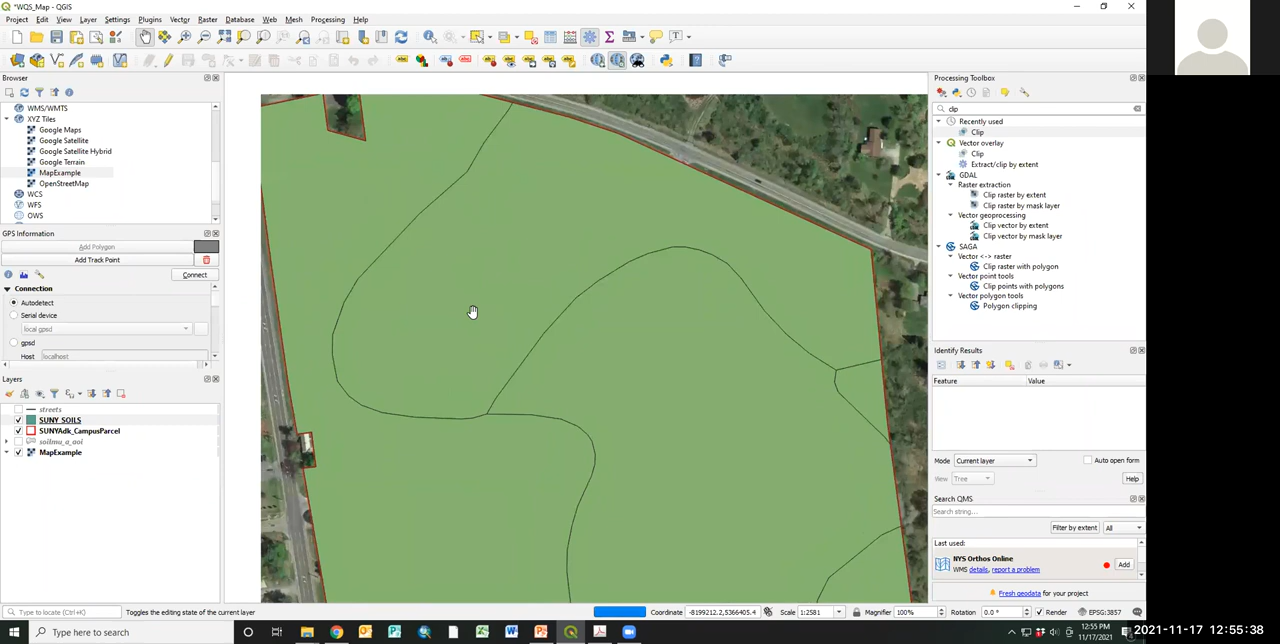 *WQS_Map - QGIS
Project Edit View Layer Settings Plugins Vector Raster Database Web Mesh Processing Help
Browser
WMS/WMTS
XYZ Tiles
Google Maps
Google Satellite
Google Satellite Hybrid
Google Terrain
MapExample
OpenStreetMap
WCS
WFS
OWS
GPS Information
Add Polygon
Add Track Point
Connect
Connection
Autodetect
Serial device
local gpsd
gpsd
Host localhost
Layers
streets
SUNY SOILS
SUNYAdk_CampusParcel
soilmu_a_aoi
MapExample
Processing Toolbox
clip
Recently used
Clip
Vector overlay
Clip
Extract/clip by extent
GDAL
Raster extraction
Clip raster by extent
Clip raster by mask layer
Vector geoprocessing
Clip vector by extent
Clip vector by mask layer
SAGA
Vector <-> raster
Clip raster with polygon
Vector point tools
Clip points with polygons
Vector polygon tools
Polygon clipping
Identify Results
Feature Value
Mode Current layer Auto open form
View Tree Help
Search QMS
Search string...
Filter by extent All
Last used:
NYS Orthos Online
WMS details, report a problem
Add
Fresh geodata for your project
Type to locate (Ctrl+K) Toggles the editing state of the current layer Coordinate -8199212.2,5366405.4 Scale 1:2581 Magnifier 100% Rotation 0.0 ° Render EPSG:3857
Type here to search
12:55 PM
11/17/2021
2021-11-17 12:55:38